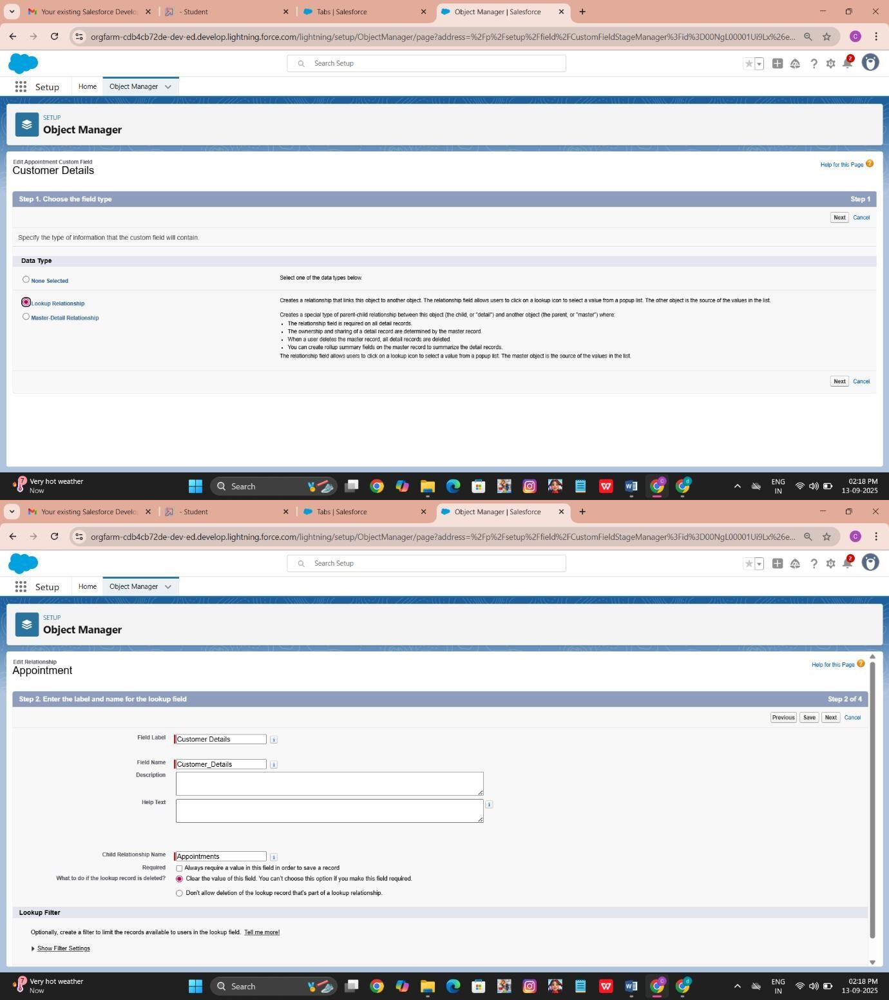 Your existing Salesforce Develo
- Student
Tabs | Salesforce
Object Manager | Salesforce
orgfarm-cdb4cb72de-dev-ed.develop.lightning.force.com/lightning/setup/ObjectManager/page?address=%2Fp%2Fsetup%2Ffield%2FCustomFieldStageManager%3Fid%3D00NgL00001Ui9Lx%26e...
C
Search Setup
2
Setup
Home
Object Manager
SETUP
Object Manager
Edit Appointment Custom Field
Customer Details
Help for this Page
Step 1. Choose the field type
Step 1
Next
Cancel
Specify the type of information that the custom field will contain.
Data Type
None Selected
Select one of the data types below.
Lookup Relationship
Creates a relationship that links this object to another object. The relationship field allows users to click on a lookup icon to select a value from a popup list. The other object is the source of the values in the list.
Master-Detail Relationship
Creates a special type of parent-child relationship between this object (the child, or "detail") and another object (the parent, or "master") where:
• The relationship field is required on all detail records.
• The ownership and sharing of a detail record are determined by the master record.
• When a user deletes the master record, all detail records are deleted.
• You can create rollup summary fields on the master record to summarize the detail records.
The relationship field allows users to click on a lookup icon to select a value from a popup list. The master object is the source of the values in the list.
Next
Cancel
7
Very hot weather
Now
Search
W
C
d
ENG
IN
02:18 PM
13-09-2025
Your existing Salesforce Develo
- Student
Tabs | Salesforce
Object Manager | Salesforce
orgfarm-cdb4cb72de-dev-ed.develop.lightning.force.com/lightning/setup/ObjectManager/page?address=%2Fp%2Fsetup%2Ffield%2FCustomFieldStageManager%3Fid%3D00NgL00001Ui9Lx%26e...
C
Search Setup
2
Setup
Home
Object Manager
SETUP
Object Manager
Edit Relationship
Appointment
Help for this Page
Step 2. Enter the label and name for the lookup field
Step 2 of 4
Previous
Save
Next
Cancel
Field Label
Customer Details
Field Name
Customer_Details
Description
Help Text
Child Relationship Name
Appointments
Required
Always require a value in this field in order to save a record
What to do if the lookup record is deleted?
Clear the value of this field. You can't choose this option if you make this field required.
Don't allow deletion of the lookup record that's part of a lookup relationship.
Lookup Filter
Optionally, create a filter to limit the records available to users in the lookup field. Tell me more!
Show Filter Settings
7
Very hot weather
Now
Search
W
C
d
ENG
IN
02:18 PM
13-09-2025